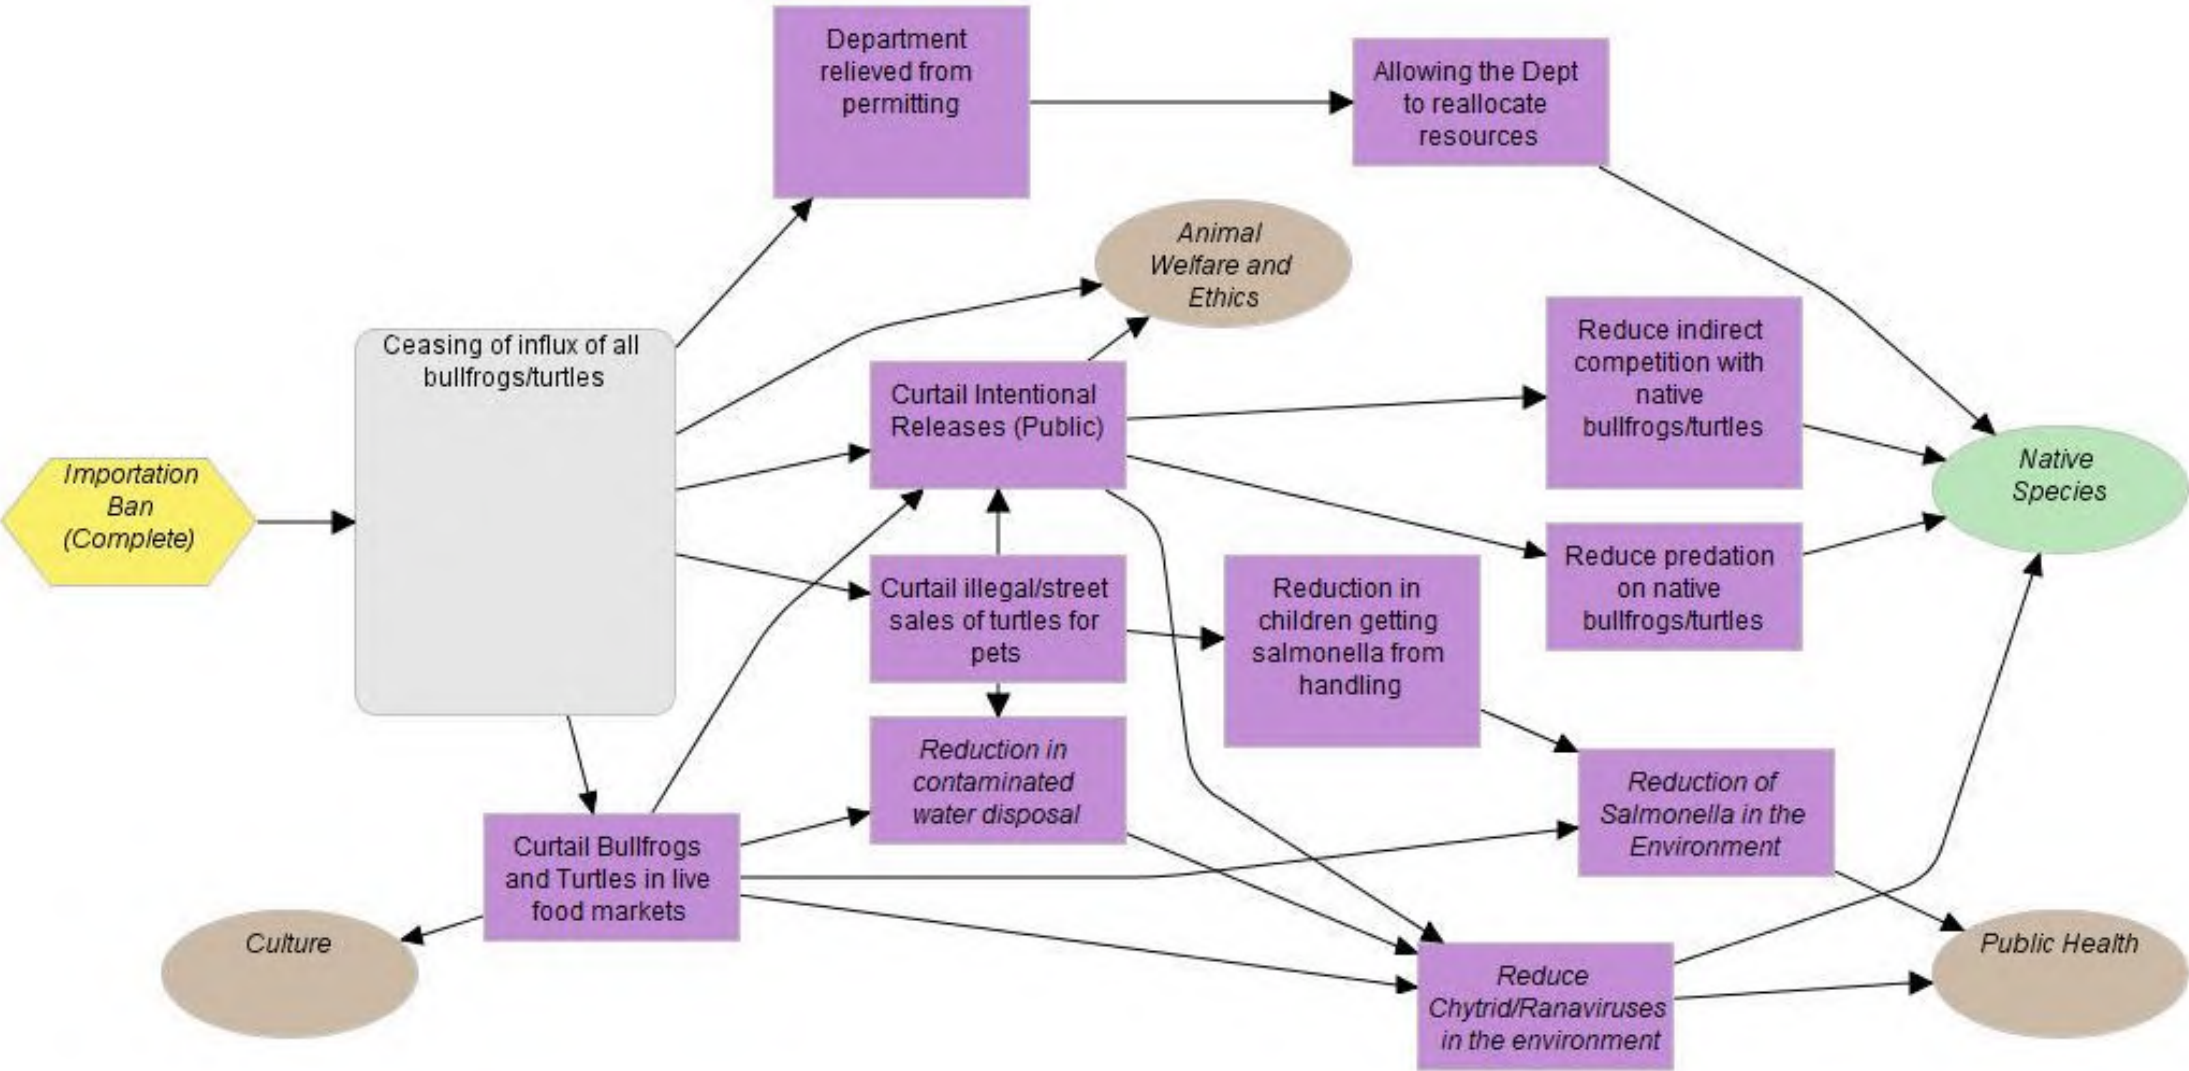 Department
relieved from
permitting
Allowing the Dept
to reallocate
resources
Animal
Welfare and
Ethics
Ceasing of influx of all
bullfrogs/turtles
Reduce indirect
competition with
native
bullfrogs/turtles
Curtail Intentional
Releases (Public)
Importation
Ban
(Complete)
Native
Species
Curtail illegal/street
sales of turtles for
pets
Reduction in
children getting
salmonella from
handling
Reduce predation
on native
bullfrogs/turtles
Reduction in
contaminated
water disposal
Reduction of
Salmonella in the
Environment
Curtail Bullfrogs
and Turtles in live
food markets
Culture
Public Health
Reduce
Chytrid/Ranaviruses
in the environment